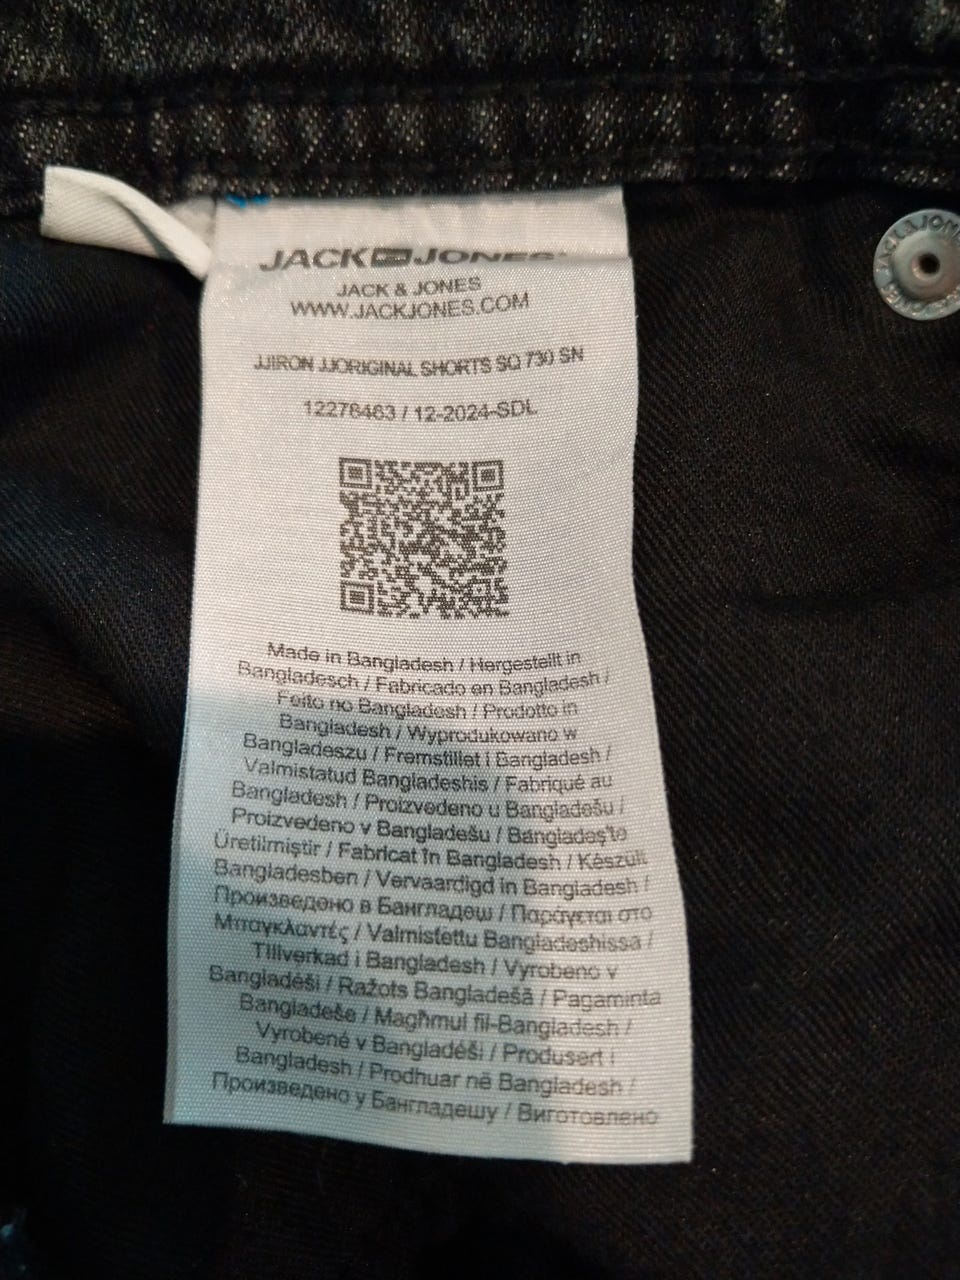 JACK JONES
JACK & JONES
WWW.JACKJONES.COM
JJIRON JJORIGINAL SHORTS SQ 730 SN
12276463 / 12-2024-SDL
Made in Bangladesh / Hergestellt in
Bangladesch / Fabricado en Bangladesh /
Feito no Bangladesh / Prodotto in
Bangladesh / Wyprodukowano w
Bangladeszu / Fremstillet i Bangladesh /
Valmistatud Bangladeshis / Fabriqué au
Bangladesh / Proizvedeno u Bangladešu /
Proizvedeno v Bangladešu / Bangladeş'te
Üretilmiştir / Fabricat în Bangladesh / Készült
Bangladesben / Vervaardigd in Bangladesh /
Произведено в Бангладеш / Παράγεται στο
Μπαγκλαντές / Valmistettu Bangladeshissa /
Tillverkad i Bangladesh / Vyrobeno v
Bangladéši / Ražots Bangladešā / Pagaminta
Bangladeše / Magħmul fil-Bangladesh /
Vyrobené v Bangladéši / Produsert i
Bangladesh / Prodhuar në Bangladesh /
Произведено у Бангладешу / Виготовлено